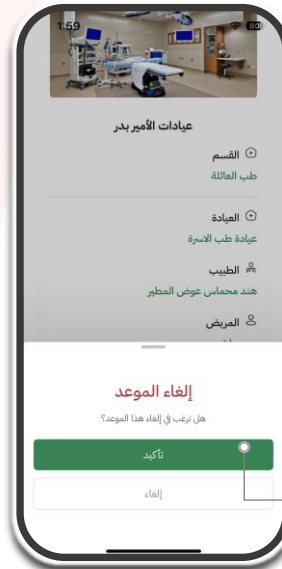 1:59
80
عيادات الأمير بدر
القسم
طب العائلة
العيادة
عيادة طب الاسرة
الطبيب
هند محماس عوض المطير
المريض
إلغاء الموعد
هل ترغب في إلغاء هذا الموعد؟
تأكيد
إلغاء